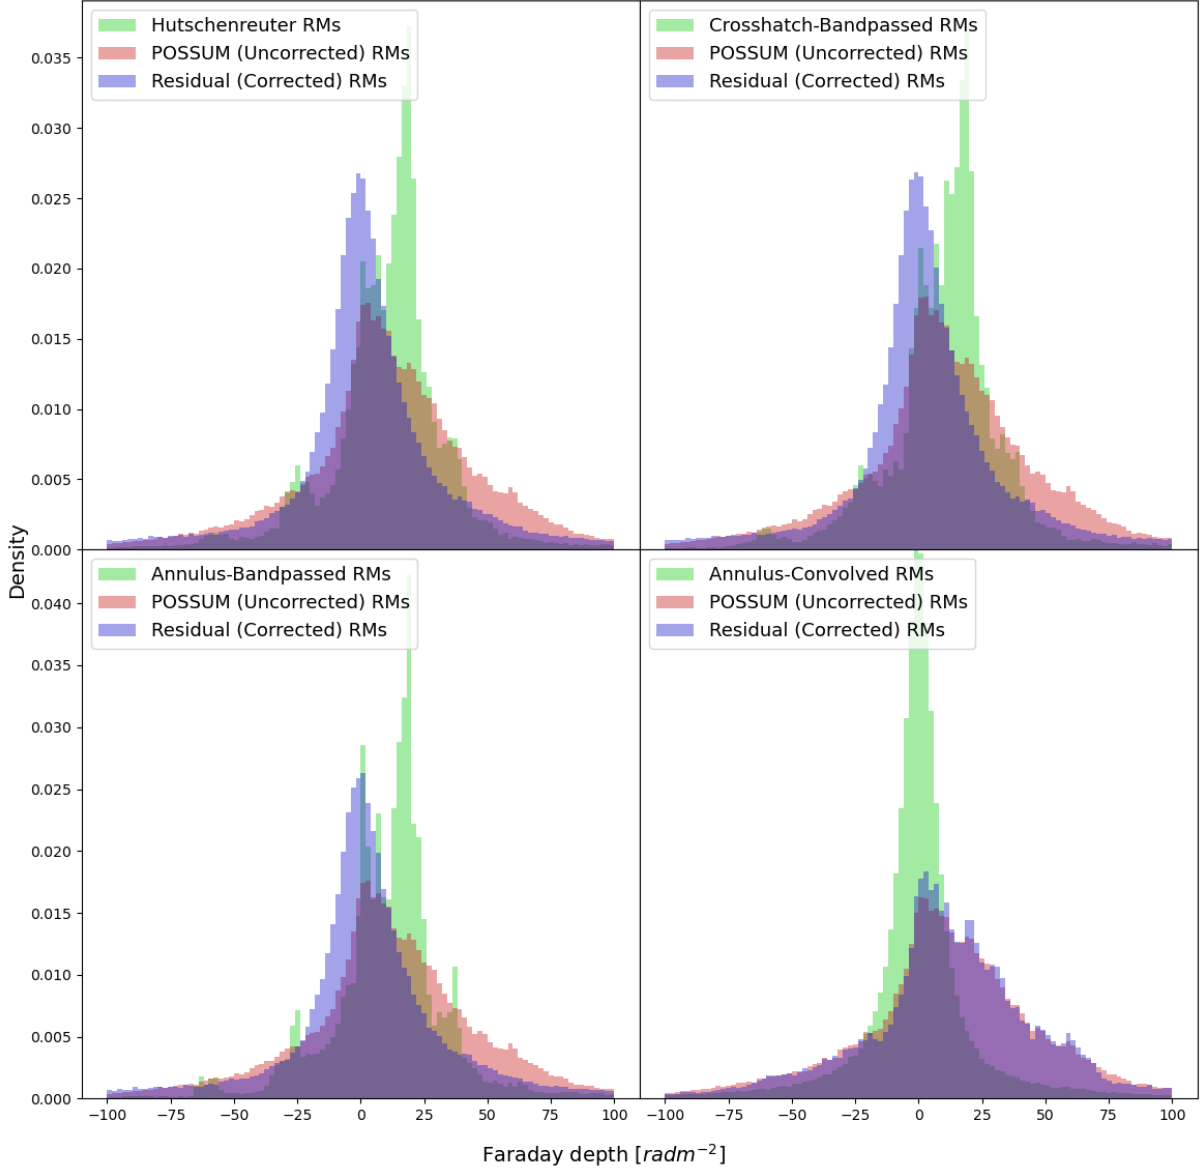 Hutschenreuter RMs
POSSUM (Uncorrected) RMs
Residual (Corrected) RMs
Crosshatch-Bandpassed RMs
POSSUM (Uncorrected) RMs
Residual (Corrected) RMs
0.035
0.030
0.025
0.020
0.015
0.010
0.005
0.000
Annulus-Bandpassed RMs
POSSUM (Uncorrected) RMs
Residual (Corrected) RMs
Annulus-Convolved RMs
POSSUM (Uncorrected) RMs
Residual (Corrected) RMs
0.040
0.035
0.030
0.025
0.020
0.015
0.010
0.005
0.000
Density
−100 −75 −50 −25 0 25 50 75 100
−100 −75 −50 −25 0 25 50 75 100
Faraday depth [radm⁻²]